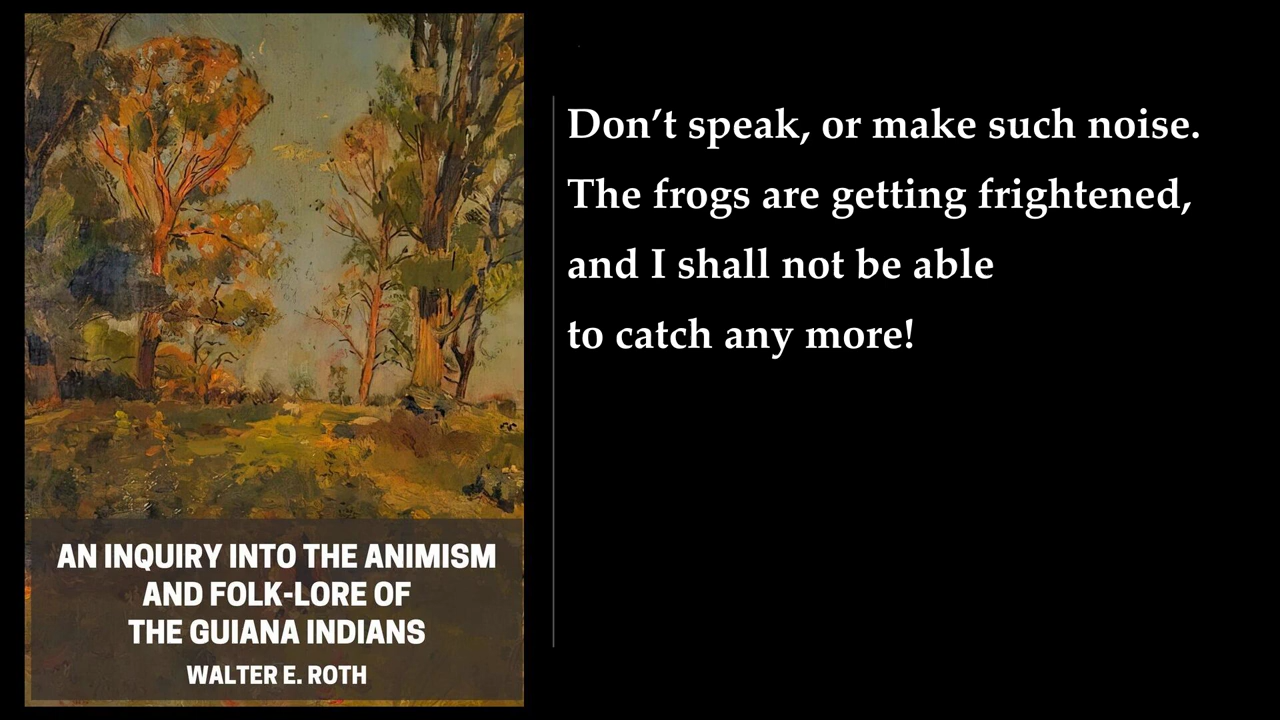 Don’t speak, or make such noise.
The frogs are getting frightened,
and I shall not be able
to catch any more!
AN INQUIRY INTO THE ANIMISM
AND FOLK-LORE OF
THE GUIANA INDIANS
WALTER E. ROTH